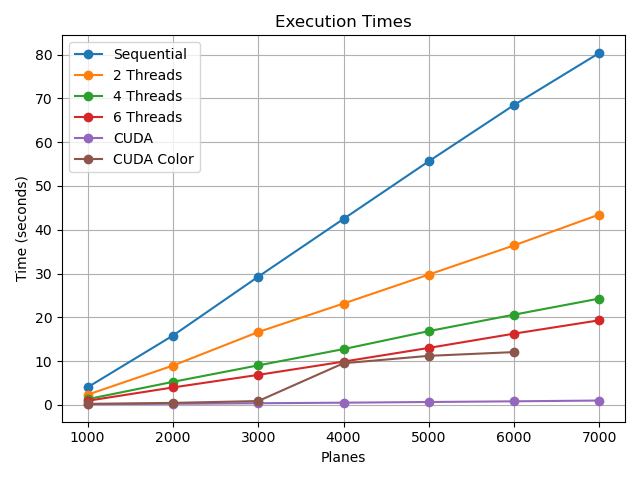 Execution Times
Sequential
2 Threads
4 Threads
6 Threads
CUDA
CUDA Color
80
70
60
50
40
30
20
10
0
Time (seconds)
1000 2000 3000 4000 5000 6000 7000
Planes